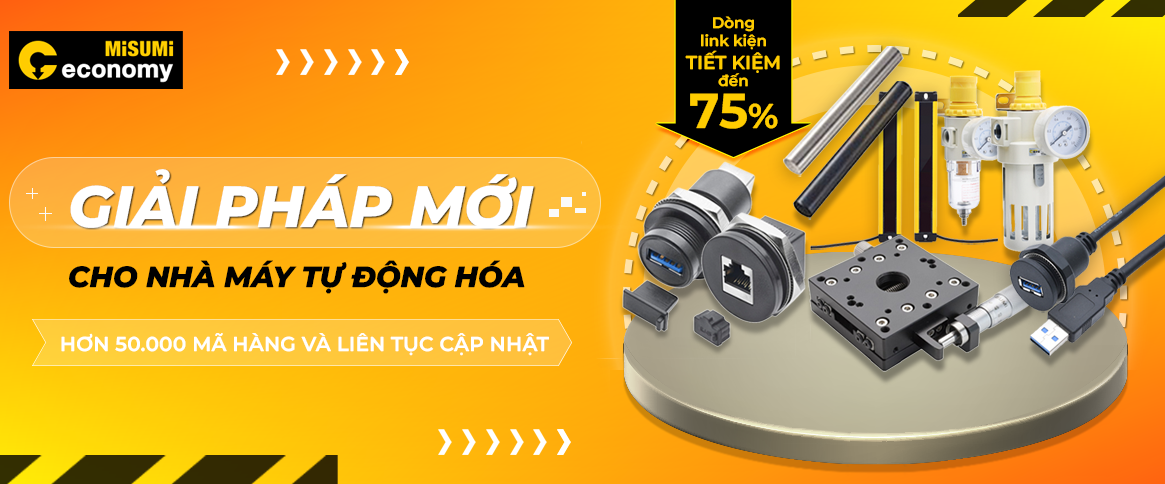 MiSUMi
economy
Dòng
link kiện
TIẾT KIỆM
đến
75%
GIẢI PHÁP MỚI
CHO NHÀ MÁY TỰ ĐỘNG HÓA
HƠN 50.000 MÃ HÀNG VÀ LIÊN TỤC CẬP NHẬT